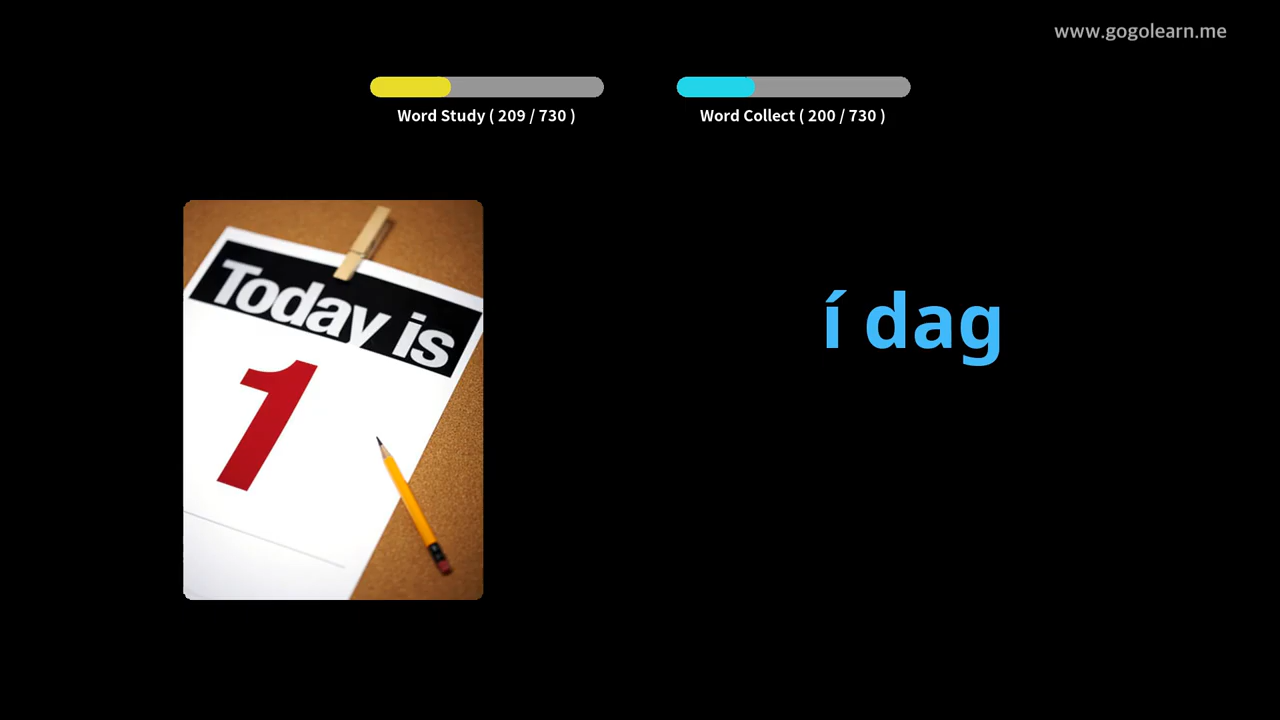 www.gogolearn.me
Word Study ( 209 / 730 )
Word Collect ( 200 / 730 )
Today is
1
í dag